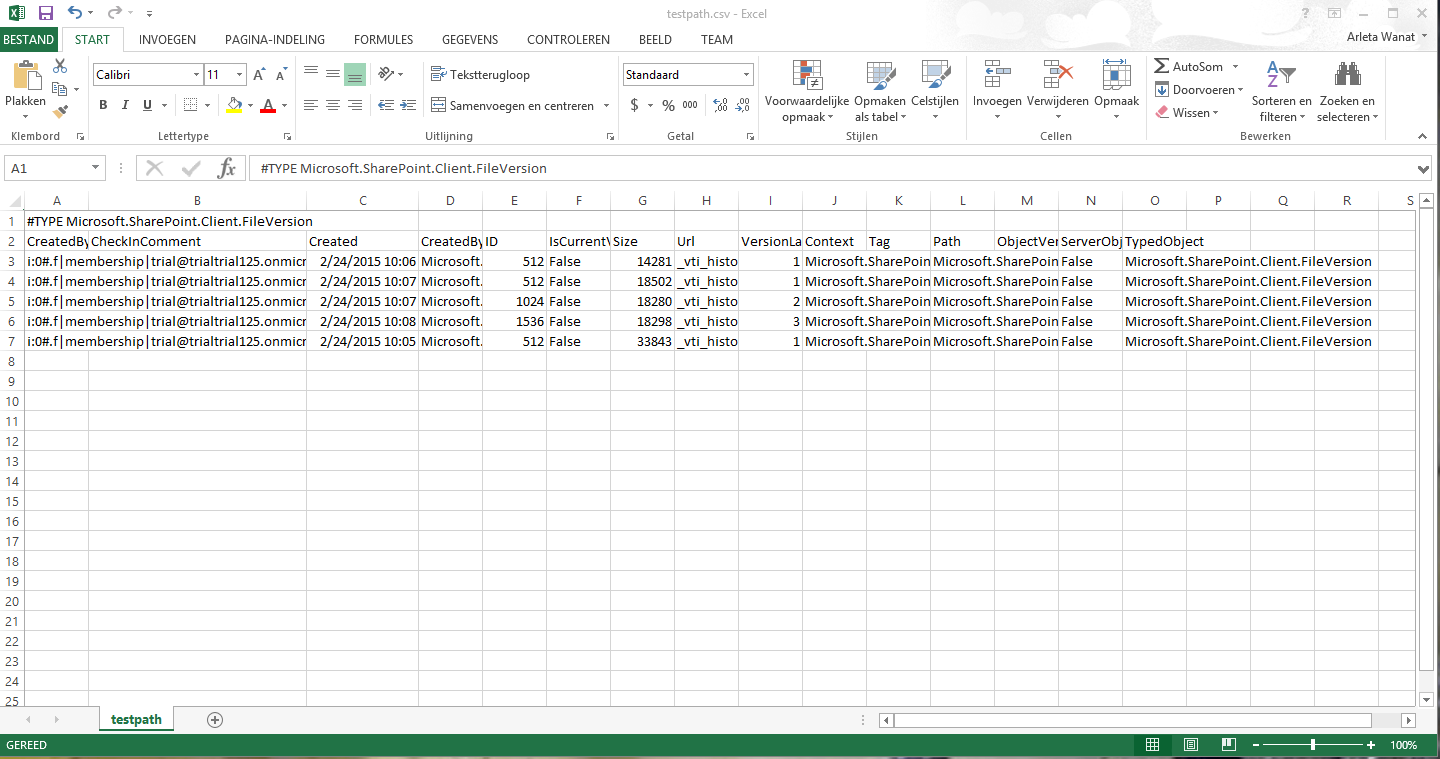 testpath.csv - Excel
?
BESTAND START INVOEGEN PAGINA-INDELING FORMULES GEGEVENS CONTROLEREN BEELD TEAM Arleta Wanat
Plakken
Klembord
Calibri 11 A A
B I U A
Lettertype
Tekstterugloop
Samenvoegen en centreren
Uitlijning
Standaard
$ % 000 ,0 ,00 ,00 ,0
Getal
Voorwaardelijke opmaak
Opmaken als tabel
Celstijlen
Stijlen
Invoegen Verwijderen Opmaak
Cellen
AutoSom
Doorvoeren
Wissen
Sorteren en filteren
Zoeken en selecteren
Bewerken
A1 fx #TYPE Microsoft.SharePoint.Client.FileVersion
A B C D E F G H I J K L M N O P Q R S
1 #TYPE Microsoft.SharePoint.Client.FileVersion
2 CreatedBy CheckInComment Created CreatedBy ID IsCurrentV Size Url VersionLa Context Tag Path ObjectVer ServerObj TypedObject
3 i:0#.f|membership|trial@trialtrial125.onmicr 2/24/2015 10:06 Microsoft. 512 False 14281 _vti_histo 1 Microsoft.SharePoin Microsoft.SharePoin False Microsoft.SharePoint.Client.FileVersion
4 i:0#.f|membership|trial@trialtrial125.onmicr 2/24/2015 10:07 Microsoft. 512 False 18502 _vti_histo 1 Microsoft.SharePoin Microsoft.SharePoin False Microsoft.SharePoint.Client.FileVersion
5 i:0#.f|membership|trial@trialtrial125.onmicr 2/24/2015 10:07 Microsoft. 1024 False 18280 _vti_histo 2 Microsoft.SharePoin Microsoft.SharePoin False Microsoft.SharePoint.Client.FileVersion
6 i:0#.f|membership|trial@trialtrial125.onmicr 2/24/2015 10:08 Microsoft. 1536 False 18298 _vti_histo 3 Microsoft.SharePoin Microsoft.SharePoin False Microsoft.SharePoint.Client.FileVersion
7 i:0#.f|membership|trial@trialtrial125.onmicr 2/24/2015 10:05 Microsoft. 512 False 33843 _vti_histo 1 Microsoft.SharePoin Microsoft.SharePoin False Microsoft.SharePoint.Client.FileVersion
8
9
10
11
12
13
14
15
16
17
18
19
20
21
22
23
24
25
testpath
GEREED 100%